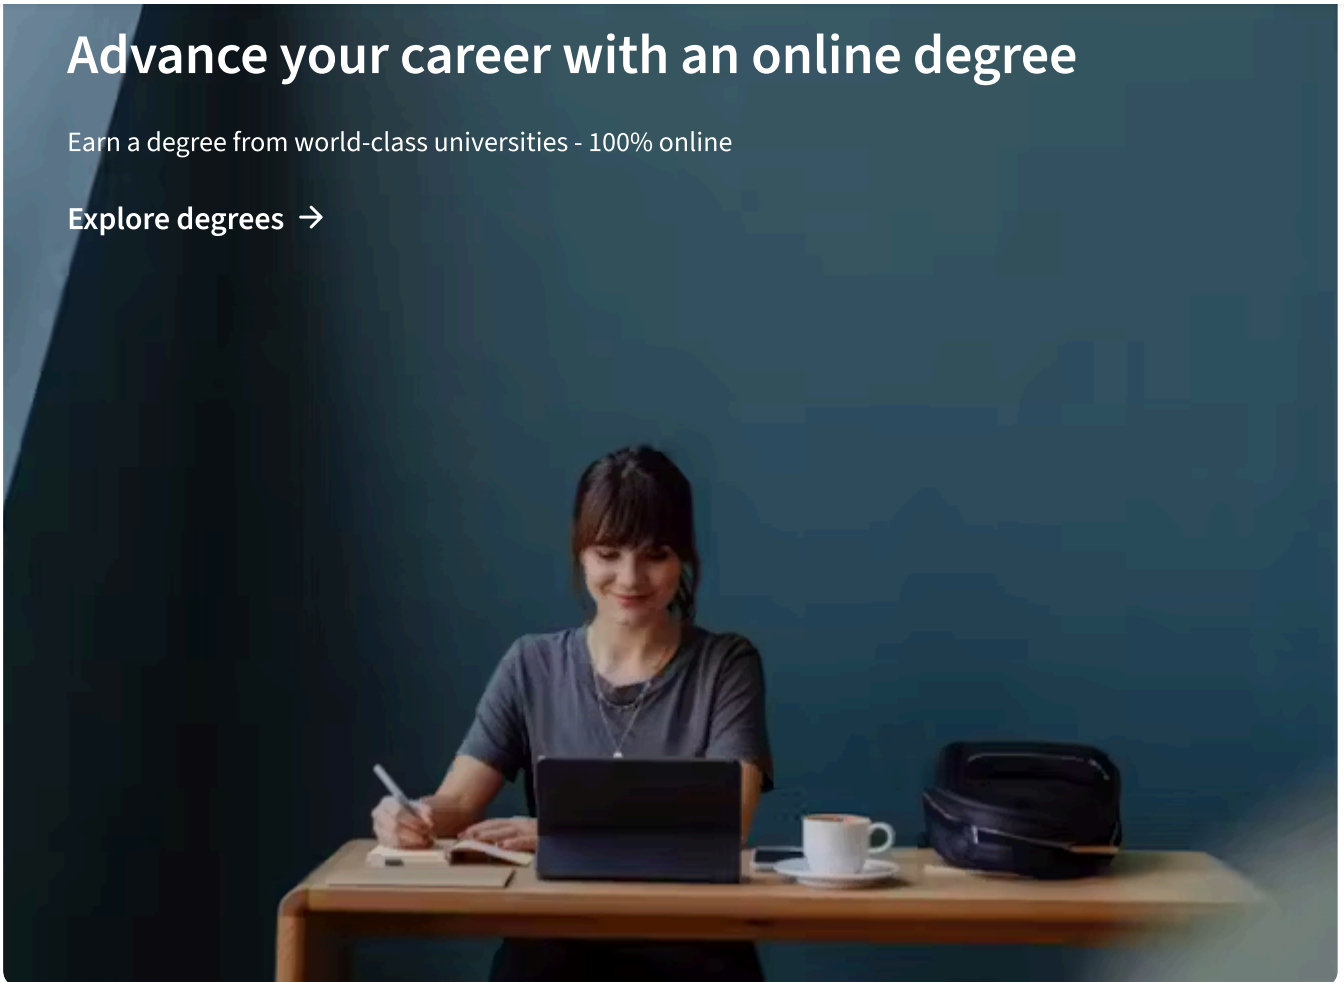 Advance your career with an online degree
Earn a degree from world-class universities - 100% online
Explore degrees →